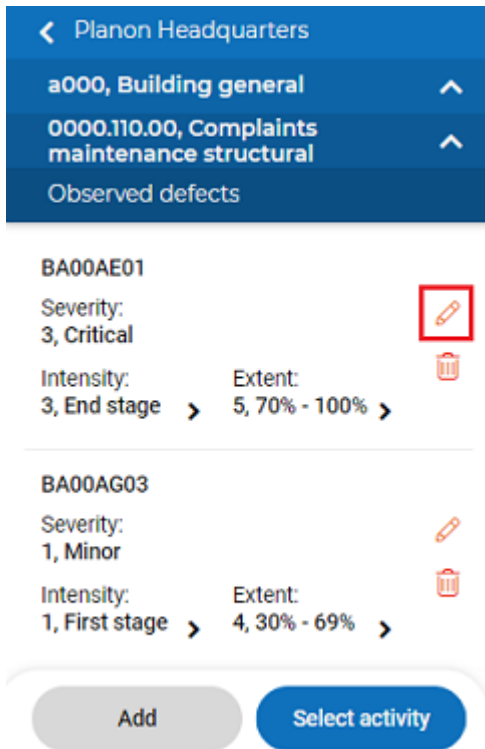 Planon Headquarters
a000, Building general
0000.110.00, Complaints
maintenance structural
Observed defects
BA00AE01
Severity:
3, Critical
Intensity: Extent:
3, End stage 5, 70% - 100%
BA00AG03
Severity:
1, Minor
Intensity: Extent:
1, First stage 4, 30% - 69%
Add Select activity